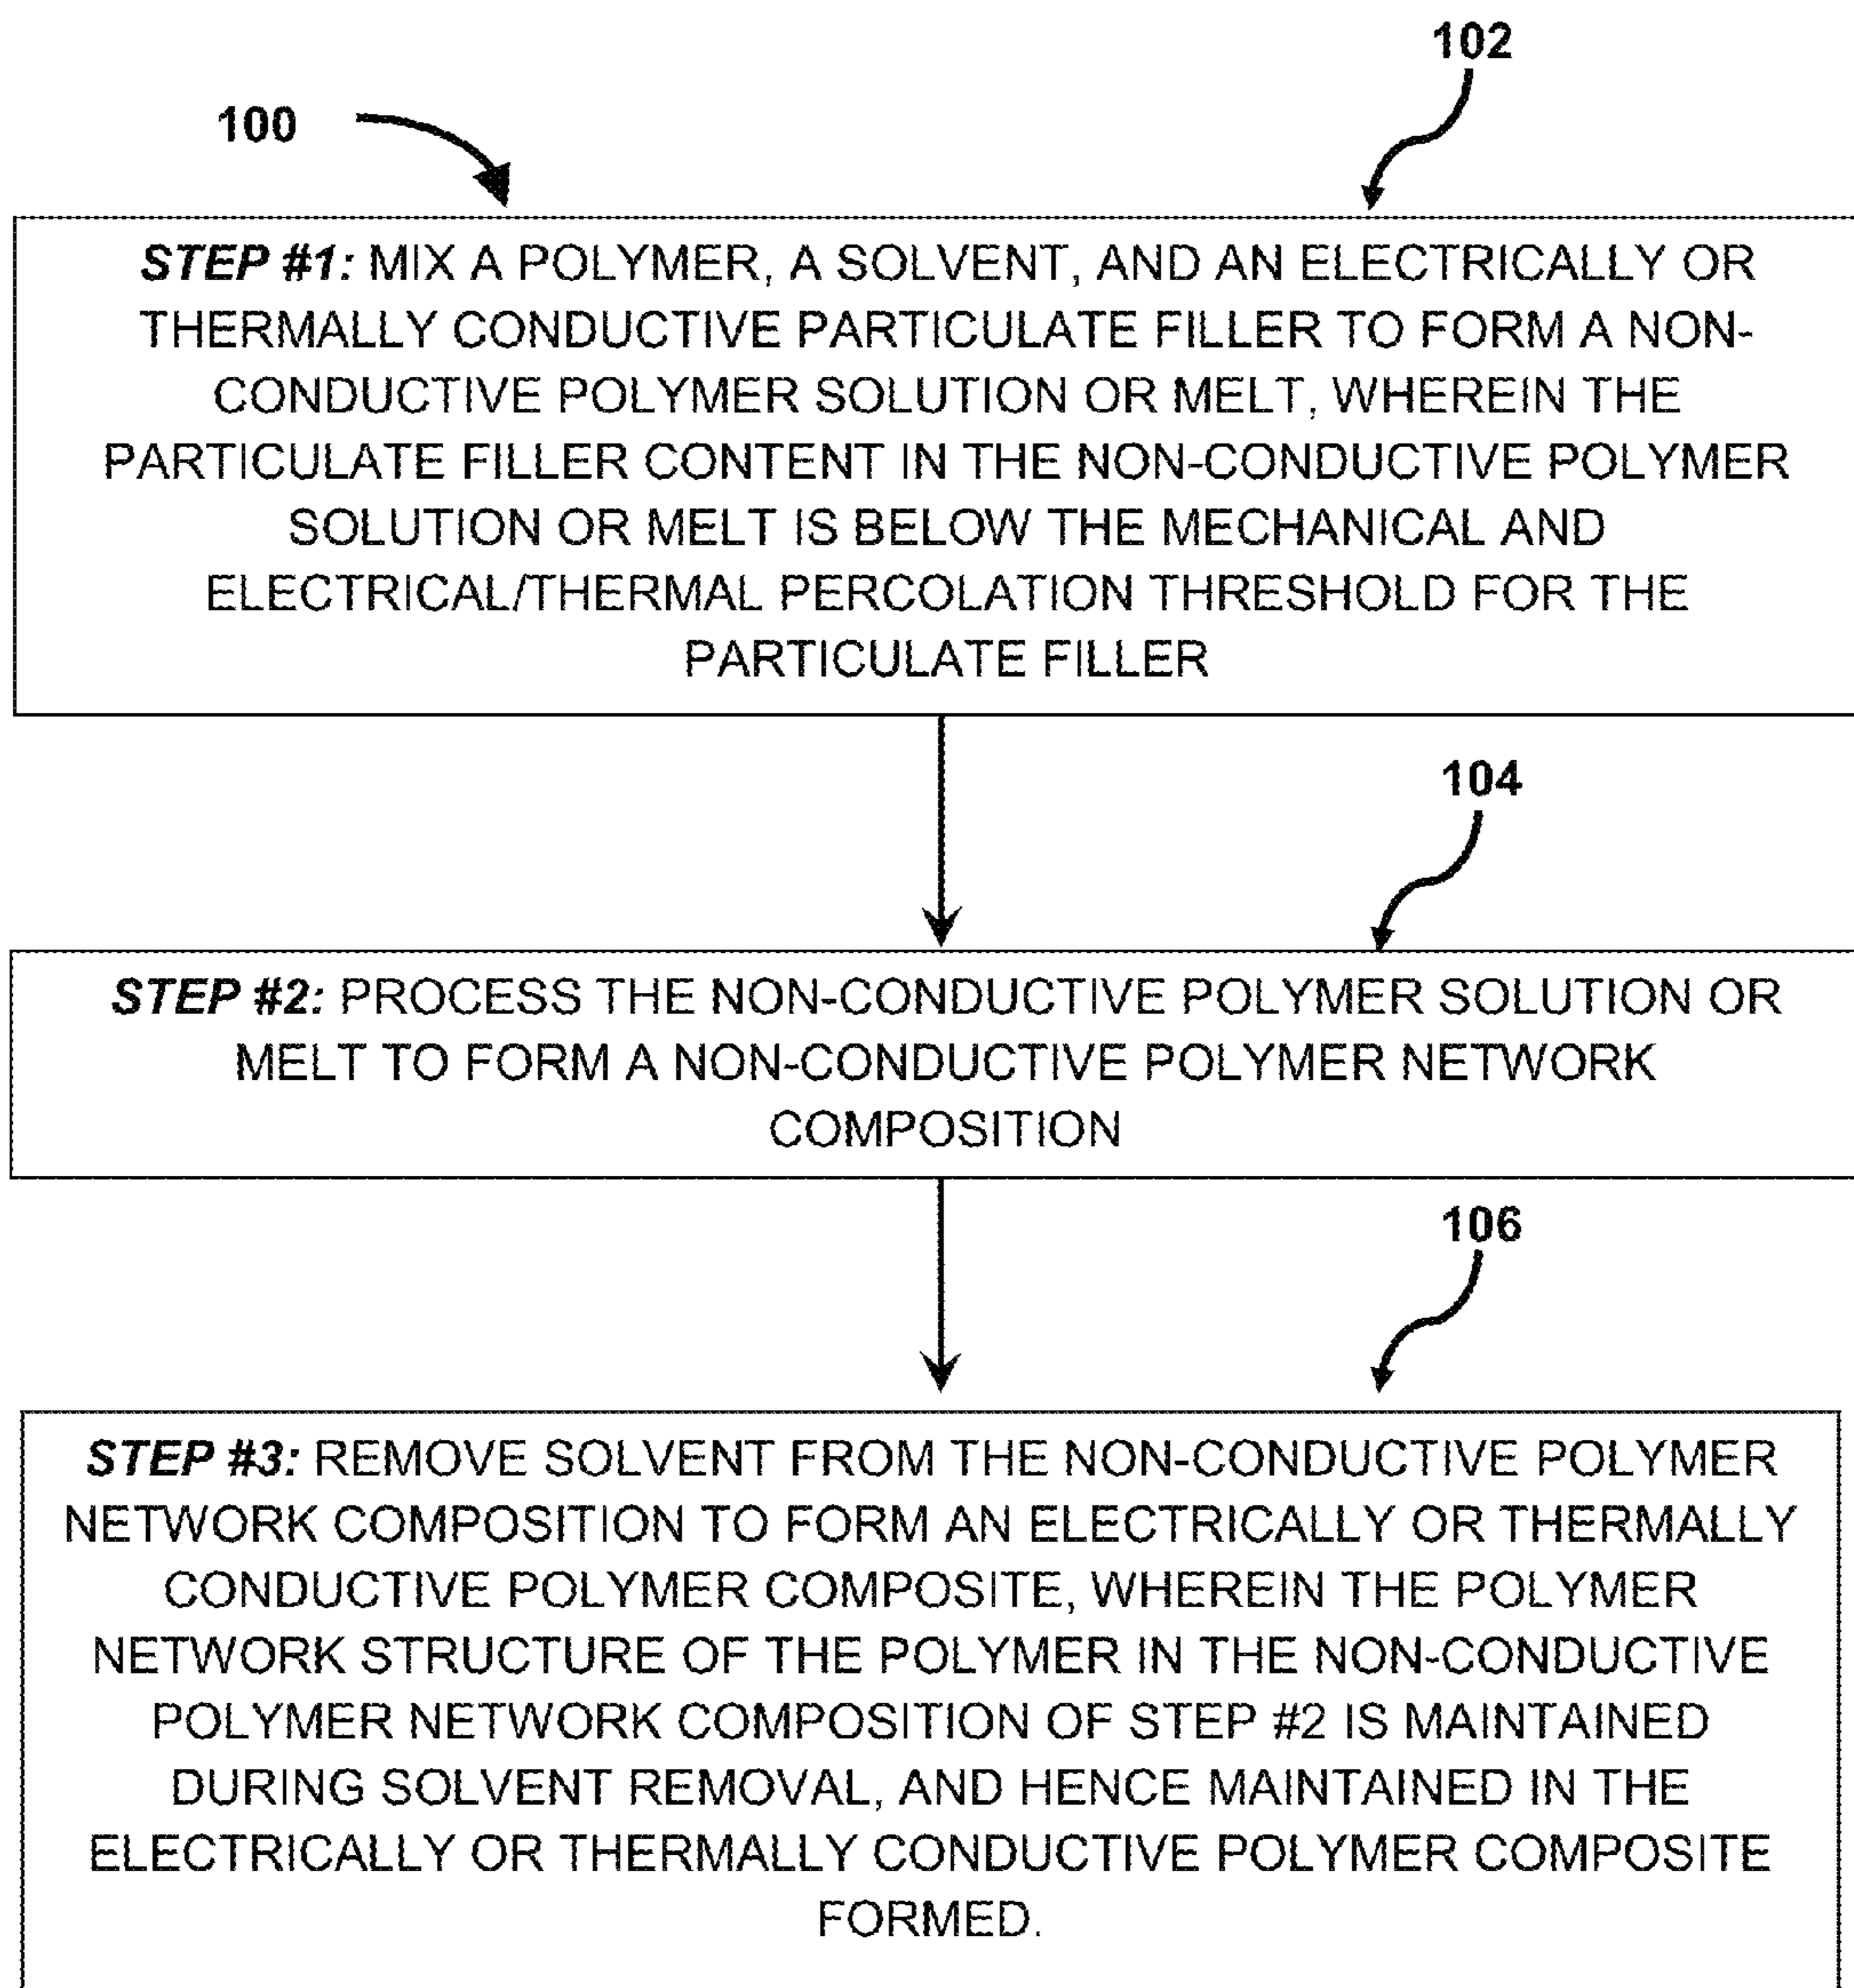 102
100
STEP #1: MIX A POLYMER, A SOLVENT, AND AN ELECTRICALLY OR
THERMALLY CONDUCTIVE PARTICULATE FILLER TO FORM A NON-
CONDUCTIVE POLYMER SOLUTION OR MELT, WHEREIN THE
PARTICULATE FILLER CONTENT IN THE NON-CONDUCTIVE POLYMER
SOLUTION OR MELT IS BELOW THE MECHANICAL AND
ELECTRICAL/THERMAL PERCOLATION THRESHOLD FOR THE
PARTICULATE FILLER
104
STEP #2: PROCESS THE NON-CONDUCTIVE POLYMER SOLUTION OR
MELT TO FORM A NON-CONDUCTIVE POLYMER NETWORK
COMPOSITION
106
STEP #3: REMOVE SOLVENT FROM THE NON-CONDUCTIVE POLYMER
NETWORK COMPOSITION TO FORM AN ELECTRICALLY OR THERMALLY
CONDUCTIVE POLYMER COMPOSITE, WHEREIN THE POLYMER
NETWORK STRUCTURE OF THE POLYMER IN THE NON-CONDUCTIVE
POLYMER NETWORK COMPOSITION OF STEP #2 IS MAINTAINED
DURING SOLVENT REMOVAL, AND HENCE MAINTAINED IN THE
ELECTRICALLY OR THERMALLY CONDUCTIVE POLYMER COMPOSITE
FORMED.